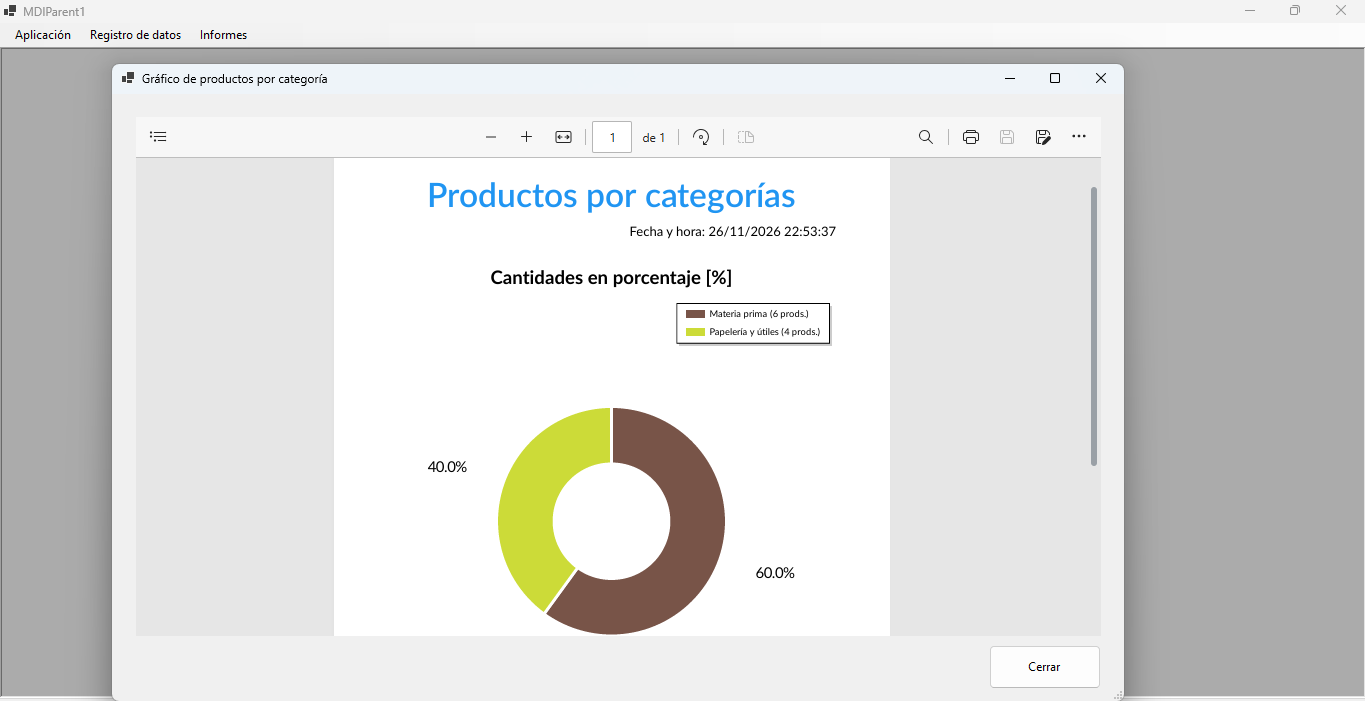 MDIParent1
Aplicación Registro de datos Informes
Gráfico de productos por categoría
1 de 1
Productos por categorías
Fecha y hora: 26/11/2026 22:53:37
Cantidades en porcentaje [%]
Materia prima (6 prods.)
Papelería y útiles (4 prods.)
40.0%
60.0%
Cerrar